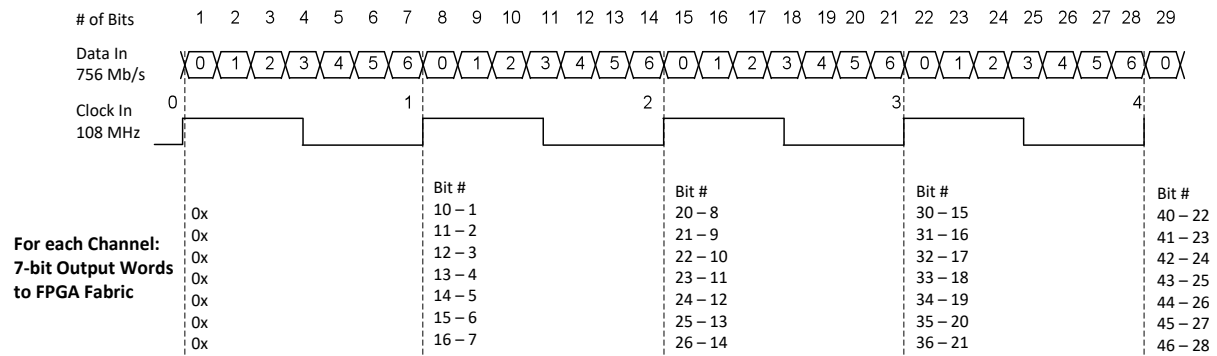 # of Bits 1 2 3 4 5 6 7 8 9 10 11 12 13 14 15 16 17 18 19 20 21 22 23 24 25 26 27 28 29
Data In
756 Mb/s
0 1 2 3 4 5 6 0 1 2 3 4 5 6 0 1 2 3 4 5 6 0 1 2 3 4 5 6 0
0 1 2 3 4
Clock In
108 MHz
For each Channel:
7-bit Output Words
to FPGA Fabric
0x
0x
0x
0x
0x
0x
0x
Bit #
10 – 1
11 – 2
12 – 3
13 – 4
14 – 5
15 – 6
16 – 7
Bit #
20 – 8
21 – 9
22 – 10
23 – 11
24 – 12
25 – 13
26 – 14
Bit #
30 – 15
31 – 16
32 – 17
33 – 18
34 – 19
35 – 20
36 – 21
Bit #
40 – 22
41 – 23
42 – 24
43 – 25
44 – 26
45 – 27
46 – 28